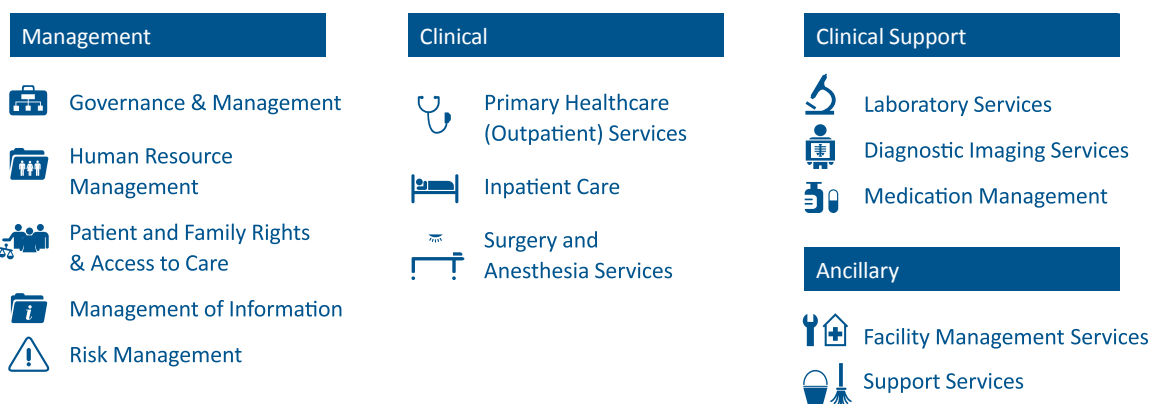 Management
Governance & Management
Human Resource
Management
Patient and Family Rights
& Access to Care
Management of Information
Risk Management
Clinical
Primary Healthcare
(Outpatient) Services
Inpatient Care
Surgery and
Anesthesia Services
Clinical Support
Laboratory Services
Diagnostic Imaging Services
Medication Management
Ancillary
Facility Management Services
Support Services